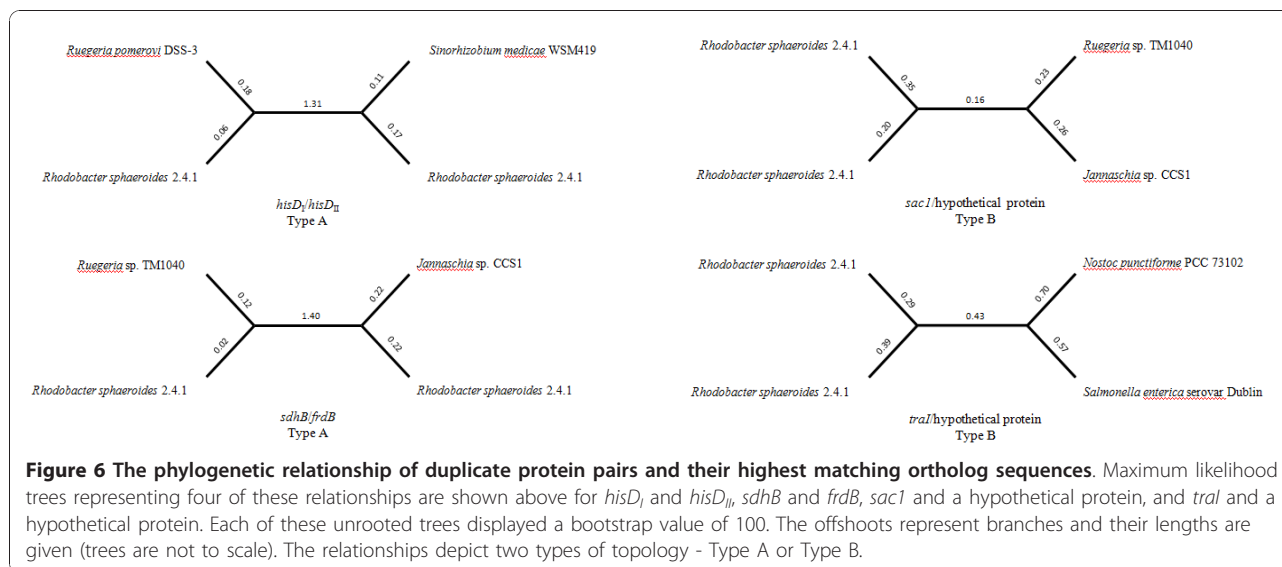 Ruegeria pomeroyi DSS-3
Sinorhizobium medicae WSM419
0.18
0.11
1.31
0.06
0.17
Rhodobacter sphaeroides 2.4.1
Rhodobacter sphaeroides 2.4.1
hisDI/hisDII
Type A
Rhodobacter sphaeroides 2.4.1
Ruegeria sp. TM1040
0.35
0.23
0.16
0.20
0.26
Rhodobacter sphaeroides 2.4.1
Jannaschia sp. CCS1
sac1/hypothetical protein
Type B
Ruegeria sp. TM1040
Jannaschia sp. CCS1
0.12
0.22
1.40
0.02
0.22
Rhodobacter sphaeroides 2.4.1
Rhodobacter sphaeroides 2.4.1
sdhB/frdB
Type A
Rhodobacter sphaeroides 2.4.1
Nostoc punctiforme PCC 73102
0.29
0.70
0.43
0.39
0.57
Rhodobacter sphaeroides 2.4.1
Salmonella enterica serovar Dublin
traI/hypothetical protein
Type B
Figure 6 The phylogenetic relationship of duplicate protein pairs and their highest matching ortholog sequences. Maximum likelihood
trees representing four of these relationships are shown above for hisDI and hisDII, sdhB and frdB, sac1 and a hypothetical protein, and traI and a
hypothetical protein. Each of these unrooted trees displayed a bootstrap value of 100. The offshoots represent branches and their lengths are
given (trees are not to scale). The relationships depict two types of topology - Type A or Type B.